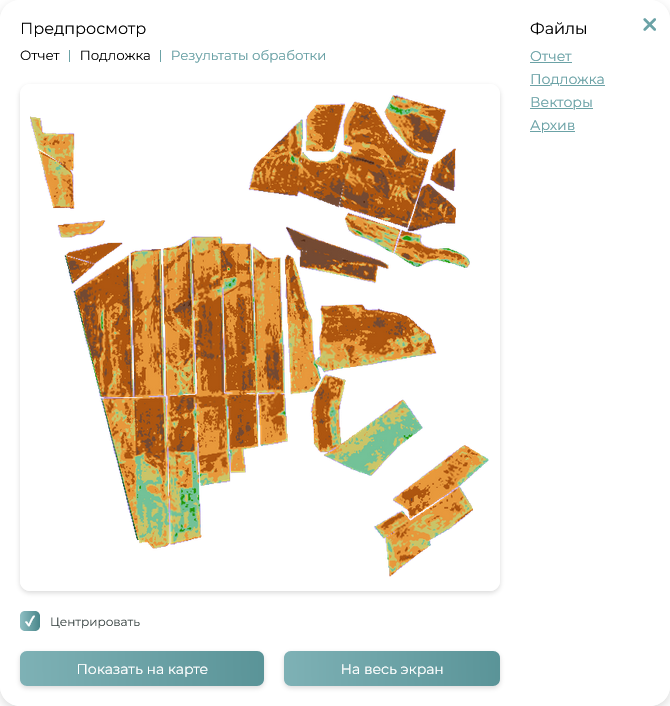 Предпросмотр
Отчет | Подложка | Результаты обработки
Файлы
Отчет
Подложка
Векторы
Архив
Центрировать
Показать на карте
На весь экран